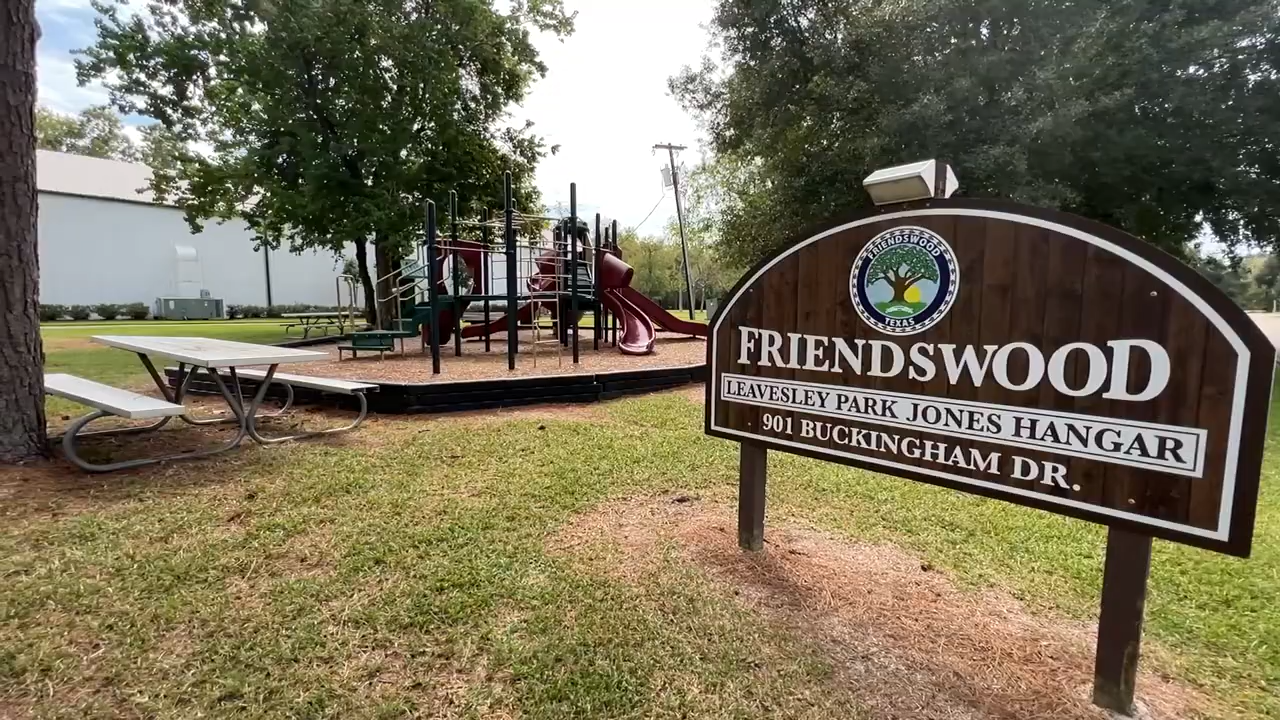 FRIENDSWOOD
TEXAS
FRIENDSWOOD
LEAVESLEY PARK JONES HANGAR
901 BUCKINGHAM DR.